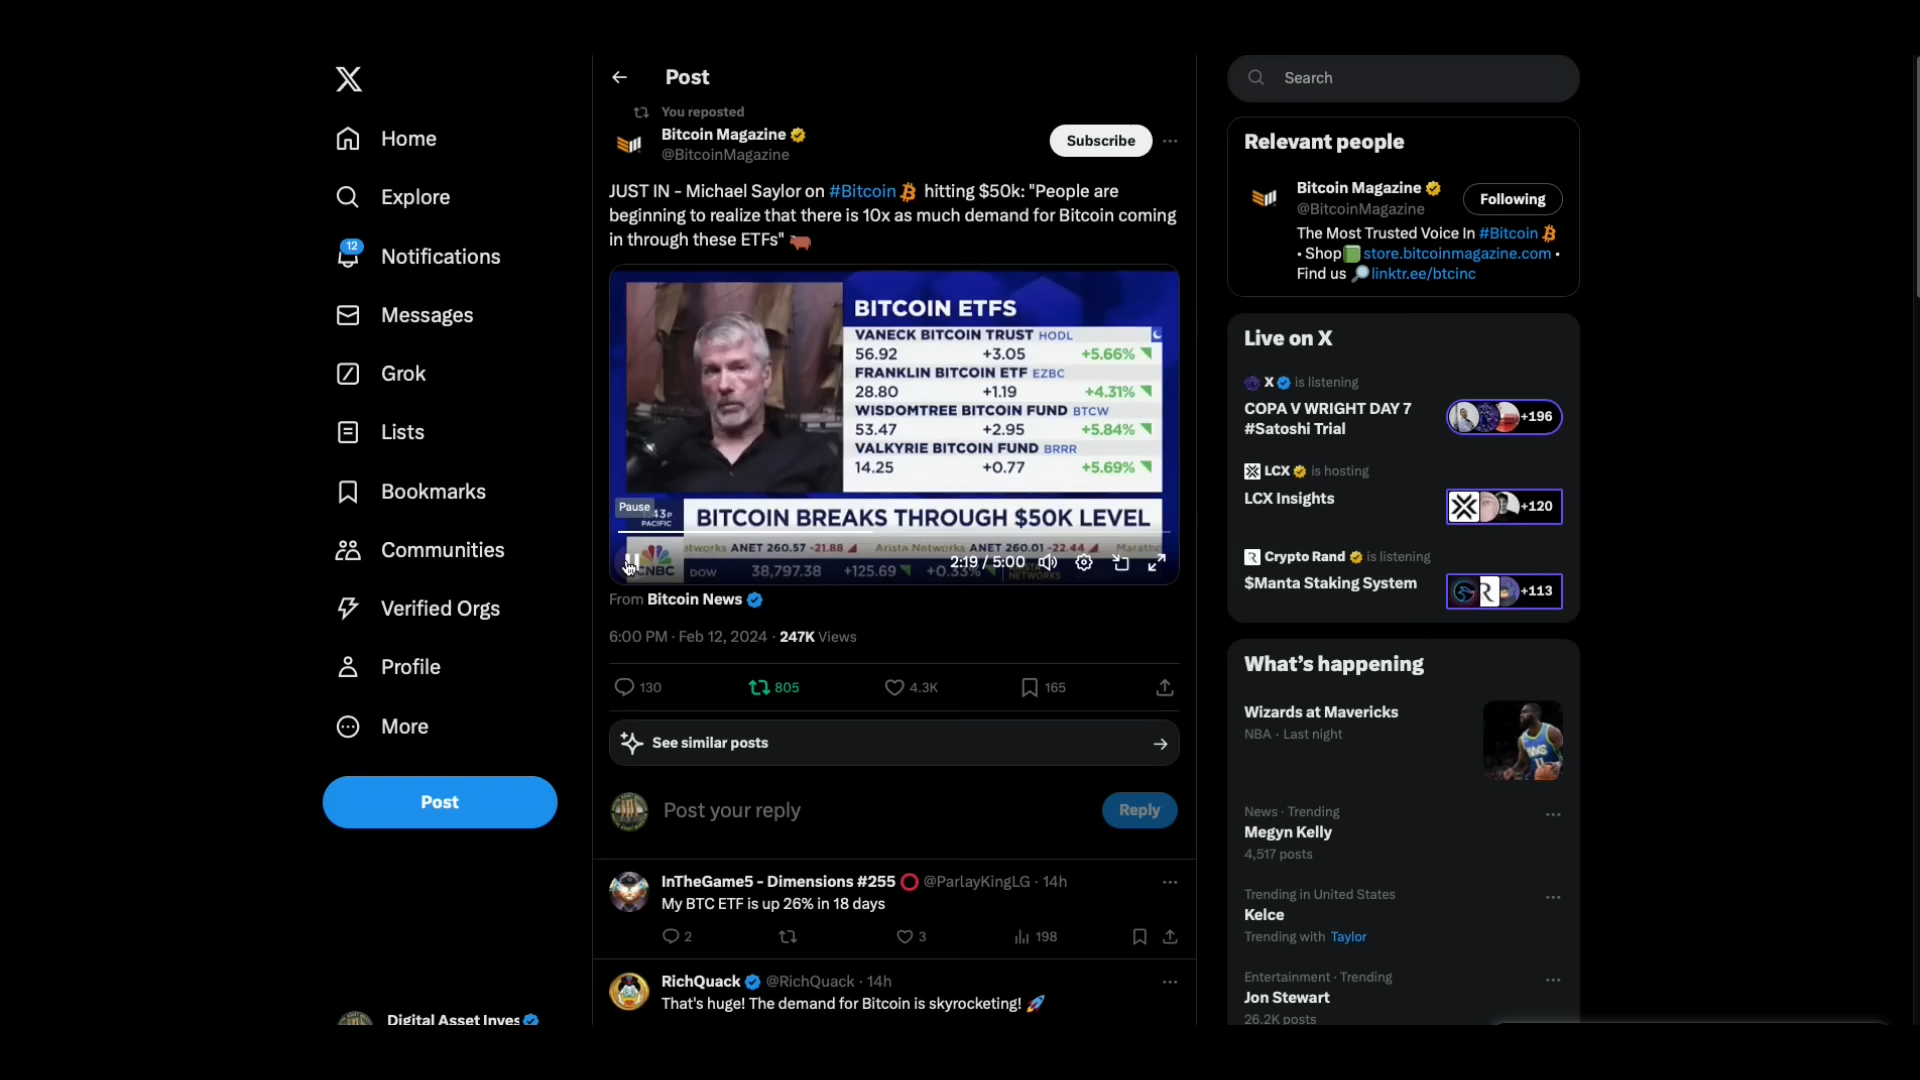 Home
Explore
12
Notifications
Messages
Grok
Lists
Bookmarks
Communities
Verified Orgs
Profile
More
Post
Digital Asset Inves
Post
You reposted
Bitcoin Magazine
@BitcoinMagazine
Subscribe
JUST IN - Michael Saylor on #Bitcoin hitting $50k: "People are
beginning to realize that there is 10x as much demand for Bitcoin coming
in through these ETFs"
BITCOIN ETFS
VANECK BITCOIN TRUST HODL
56.92 +3.05 +5.66%
FRANKLIN BITCOIN ETF EZBC
28.80 +1.19 +4.31%
WISDOMTREE BITCOIN FUND BTCW
53.47 +2.95 +5.84%
VALKYRIE BITCOIN FUND BRRR
14.25 +0.77 +5.69%
Pause
43P
PACIFIC
BITCOIN BREAKS THROUGH $50K LEVEL
tworks ANET 260.57 -21.88 Arista Networks ANET 260.01 -22.44 Maratho
2:19 / 5:00
CNBC DOW 38,797.38 +125.69 +0.33%
From Bitcoin News
6:00 PM · Feb 12, 2024 · 247K Views
130 805 4.3K 165
See similar posts
Post your reply
Reply
InTheGame5 - Dimensions #255 @ParlayKingLG · 14h
My BTC ETF is up 26% in 18 days
2 3 198
RichQuack @RichQuack · 14h
That's huge! The demand for Bitcoin is skyrocketing!
Search
Relevant people
Bitcoin Magazine
@BitcoinMagazine
Following
The Most Trusted Voice In #Bitcoin
• Shop store.bitcoinmagazine.com •
Find us linktr.ee/btcinc
Live on X
X is listening
COPA V WRIGHT DAY 7
#Satoshi Trial
+196
LCX is hosting
LCX Insights
+120
Crypto Rand is listening
$Manta Staking System
+113
What's happening
Wizards at Mavericks
NBA · Last night
News · Trending
Megyn Kelly
4,517 posts
Trending in United States
Kelce
Trending with Taylor
Entertainment · Trending
Jon Stewart
26.2K posts